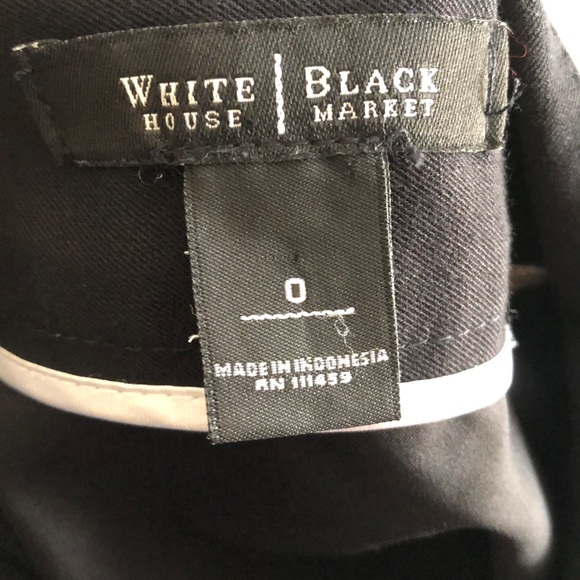 WHITE | BLACK
HOUSE MARKET
0
MADE IN INDONESIA
RN 111459